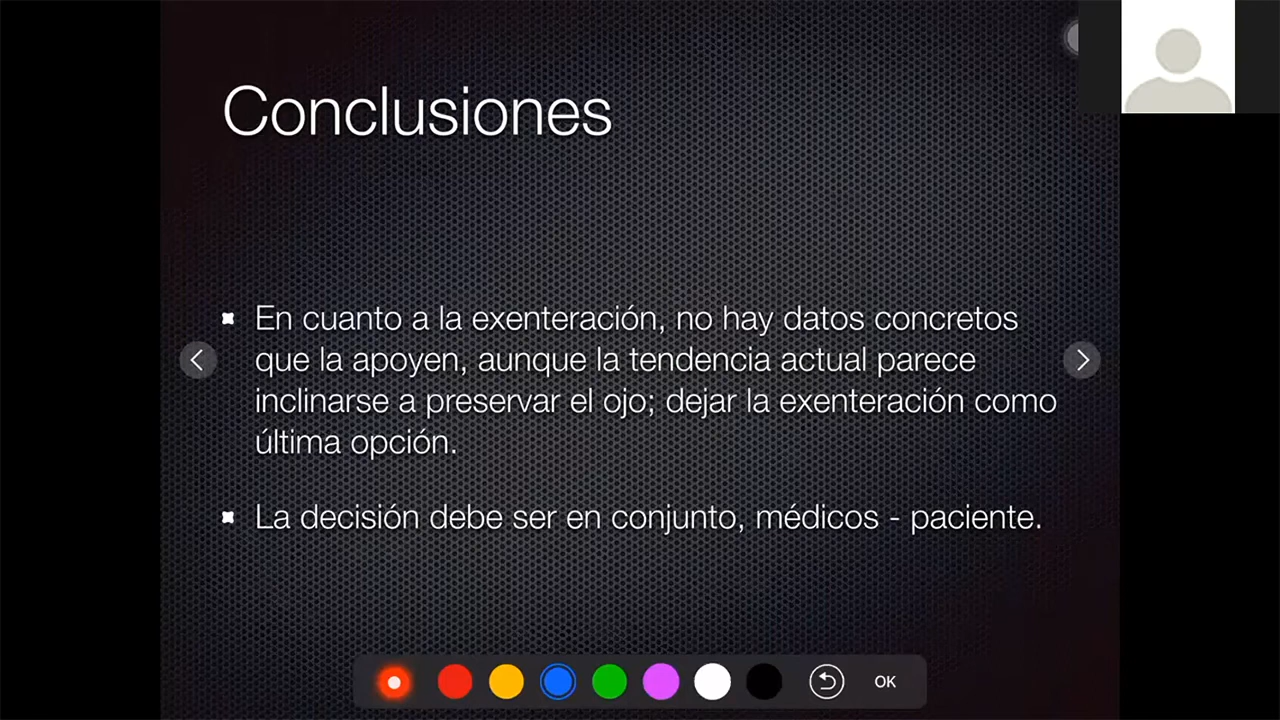 Conclusiones
En cuanto a la exenteración, no hay datos concretos
que la apoyen, aunque la tendencia actual parece
inclinarse a preservar el ojo; dejar la exenteración como
última opción.
La decisión debe ser en conjunto, médicos - paciente.
OK